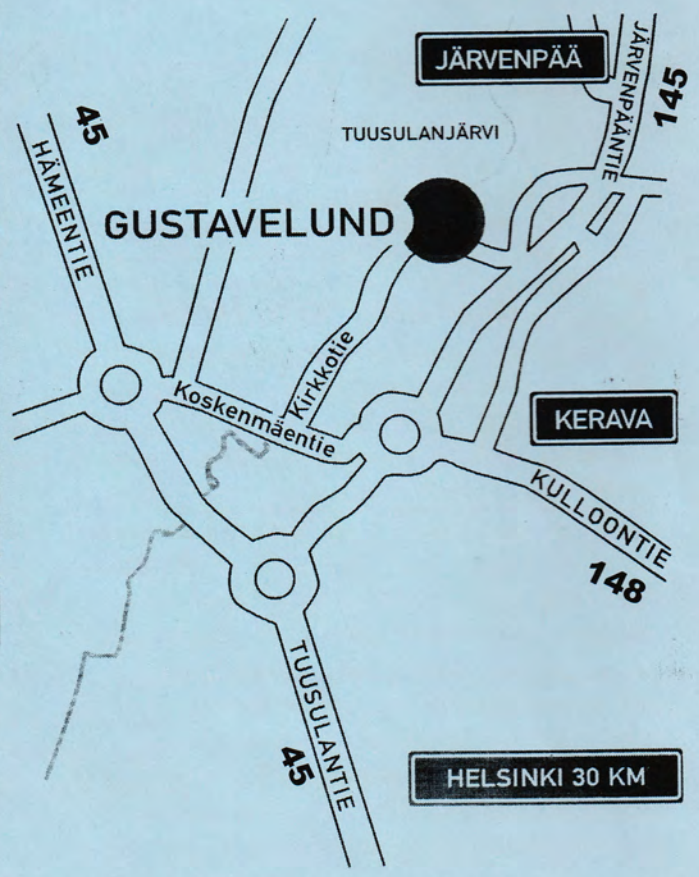 JÄRVENPÄÄ
JÄRVENPÄÄNTIE
145
45
TUUSULANJÄRVI
HÄMEENTIE
GUSTAVELUND
Kirkkotie
Koskenmäentie
KERAVA
KULLOONTIE
148
TUUSULANTIE
45
HELSINKI 30 KM